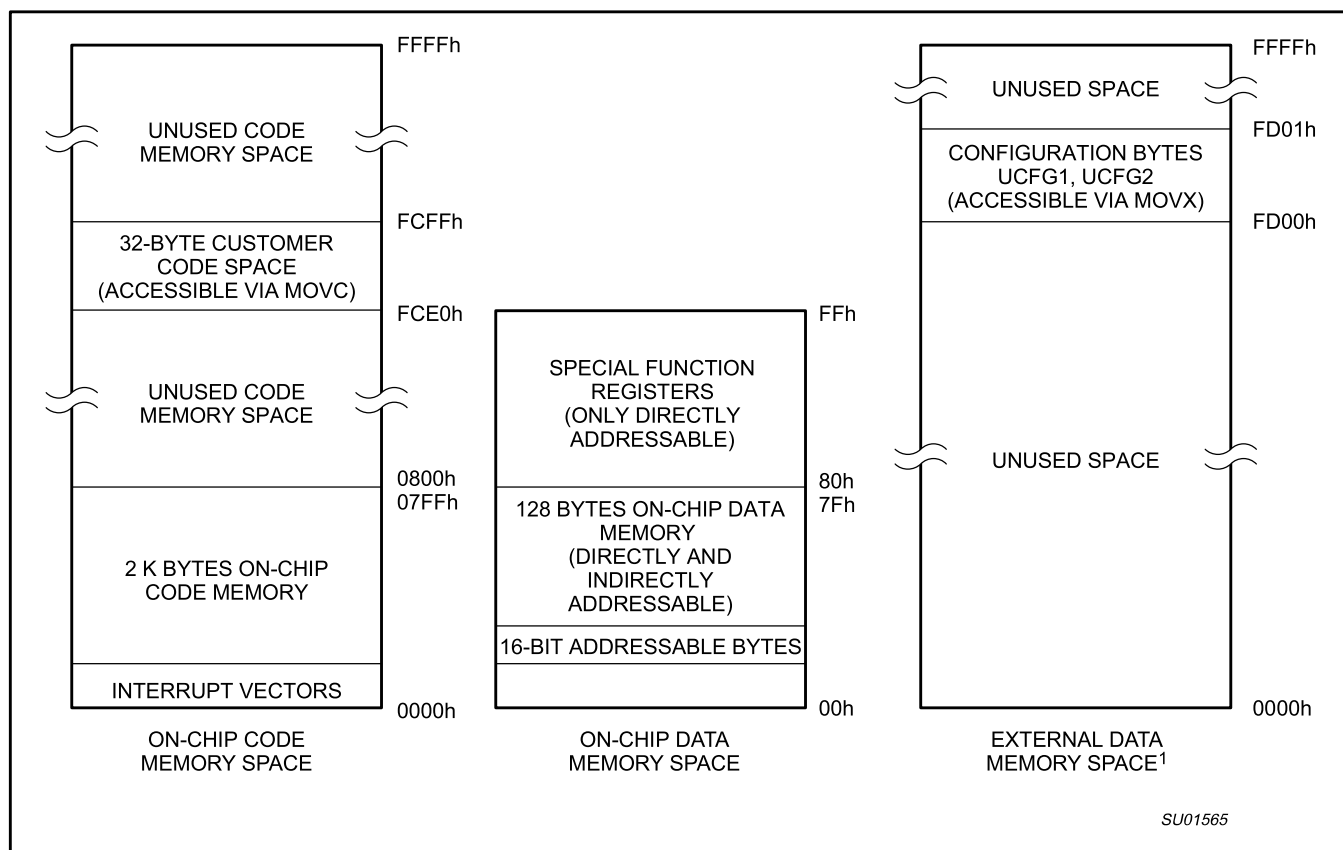 FFFFh
UNUSED CODE
MEMORY SPACE
FCFFh
32-BYTE CUSTOMER
CODE SPACE
(ACCESSIBLE VIA MOVC)
FCE0h
UNUSED CODE
MEMORY SPACE
0800h
07FFh
2 K BYTES ON-CHIP
CODE MEMORY
INTERRUPT VECTORS
0000h
ON-CHIP CODE
MEMORY SPACE
FFh
SPECIAL FUNCTION
REGISTERS
(ONLY DIRECTLY
ADDRESSABLE)
80h
7Fh
128 BYTES ON-CHIP DATA
MEMORY
(DIRECTLY AND
INDIRECTLY
ADDRESSABLE)
16-BIT ADDRESSABLE BYTES
00h
ON-CHIP DATA
MEMORY SPACE
FFFFh
UNUSED SPACE
FD01h
CONFIGURATION BYTES
UCFG1, UCFG2
(ACCESSIBLE VIA MOVX)
FD00h
UNUSED SPACE
0000h
EXTERNAL DATA
MEMORY SPACE1
SU01565